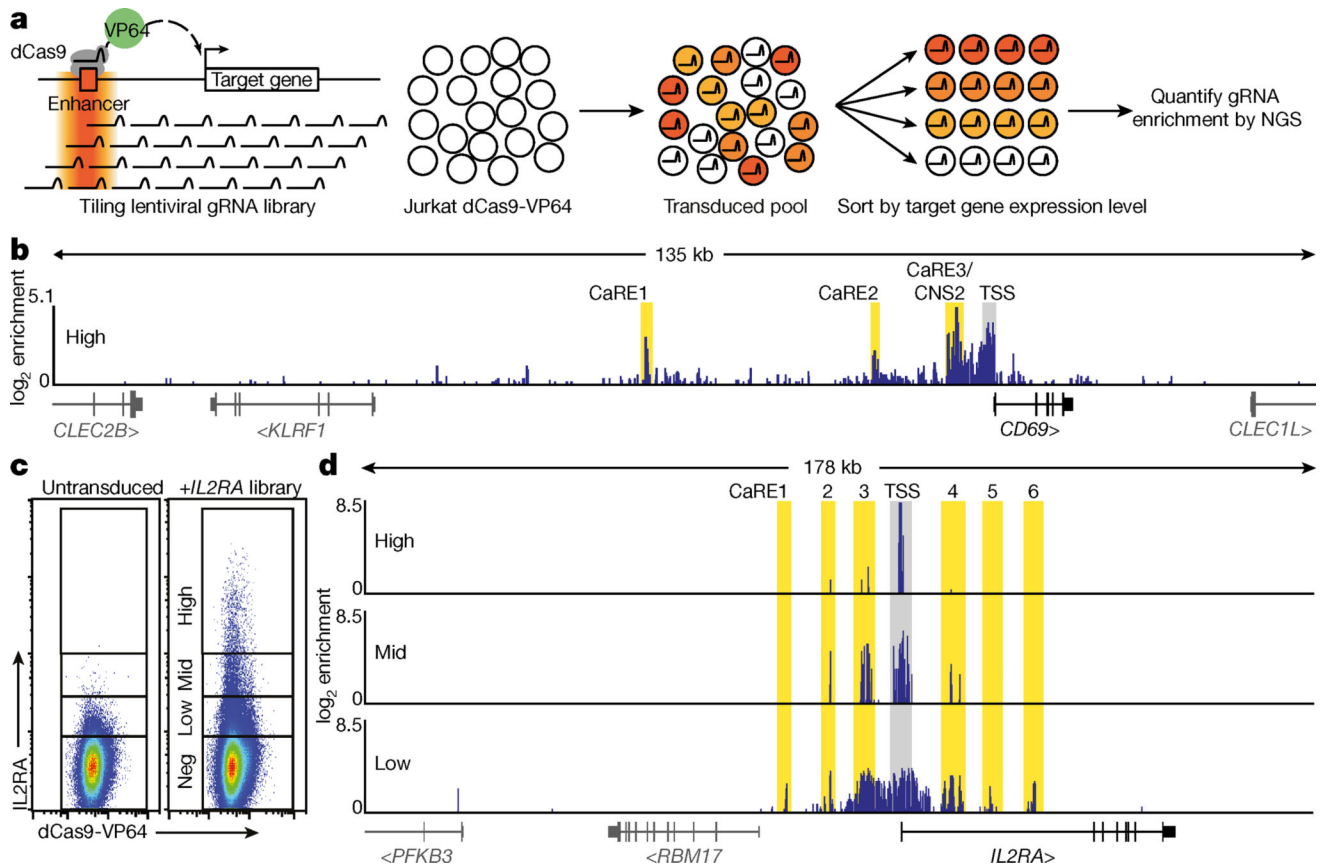 a
VP64
dCas9
Target gene
Enhancer
Tiling lentiviral gRNA library
Jurkat dCas9-VP64
Transduced pool
Sort by target gene expression level
Quantify gRNA
enrichment by NGS
b
135 kb
log2 enrichment
5.1
0
High
CaRE1
CaRE2
CaRE3/
CNS2
TSS
CLEC2B>
<KLRF1
CD69>
CLEC1L>
c
Untransduced
+IL2RA library
High
Mid
Low
Neg
IL2RA
dCas9-VP64
d
178 kb
CaRE1 2 3 TSS 4 5 6
log2 enrichment
8.5
High
0
8.5
Mid
0
8.5
Low
0
<PFKB3
<RBM17
IL2RA>